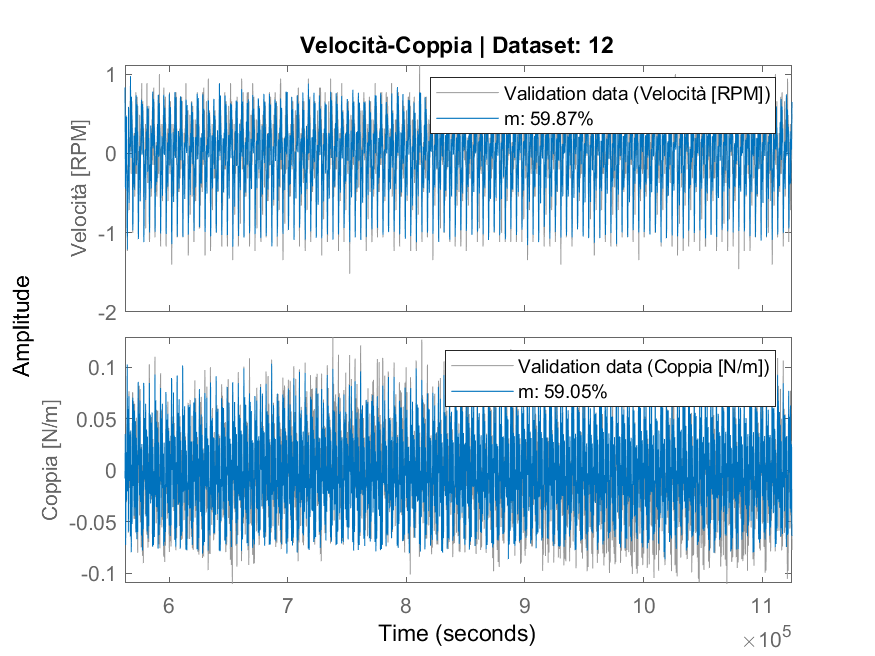 Velocità-Coppia | Dataset: 12
1
0
-1
-2
Velocità [RPM]
Validation data (Velocità [RPM])
m: 59.87%
Amplitude
0.1
0.05
0
-0.05
-0.1
Coppia [N/m]
Validation data (Coppia [N/m])
m: 59.05%
6 7 8 9 10 11
Time (seconds)
×10^5